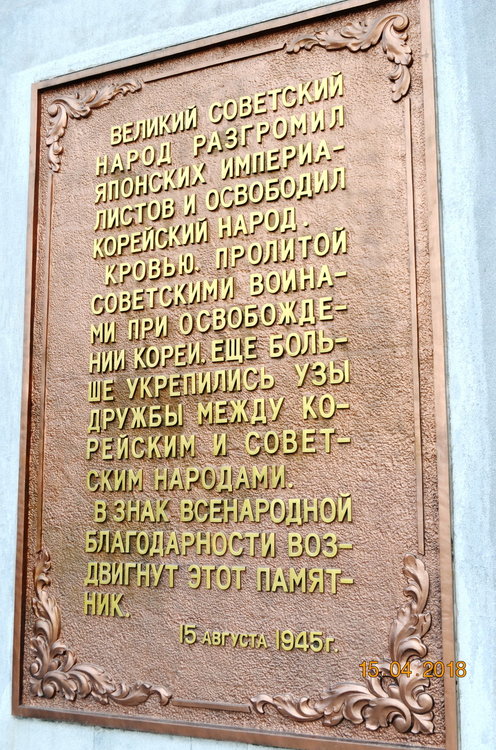 ВЕЛИКИЙ СОВЕТСКИЙ
НАРОД РАЗГРОМИЛ
ЯПОНСКИХ ИМПЕРИА-
ЛИСТОВ И ОСВОБОДИЛ
КОРЕЙСКИЙ НАРОД.
КРОВЬЮ. ПРОЛИТОЙ
СОВЕТСКИМИ ВОИНА-
МИ ПРИ ОСВОБОЖДЕ-
НИИ КОРЕИ. ЕЩЕ БОЛЬ-
ШЕ УКРЕПИЛИСЬ УЗЫ
ДРУЖБЫ МЕЖДУ КО-
РЕЙСКИМ И СОВЕТ-
СКИМ НАРОДАМИ.
В ЗНАК ВСЕНАРОДНОЙ
БЛАГОДАРНОСТИ ВОЗ-
ДВИГНУТ ЭТОТ ПАМЯТ-
НИК.
15 АВГУСТА 1945г.
15.04.2018